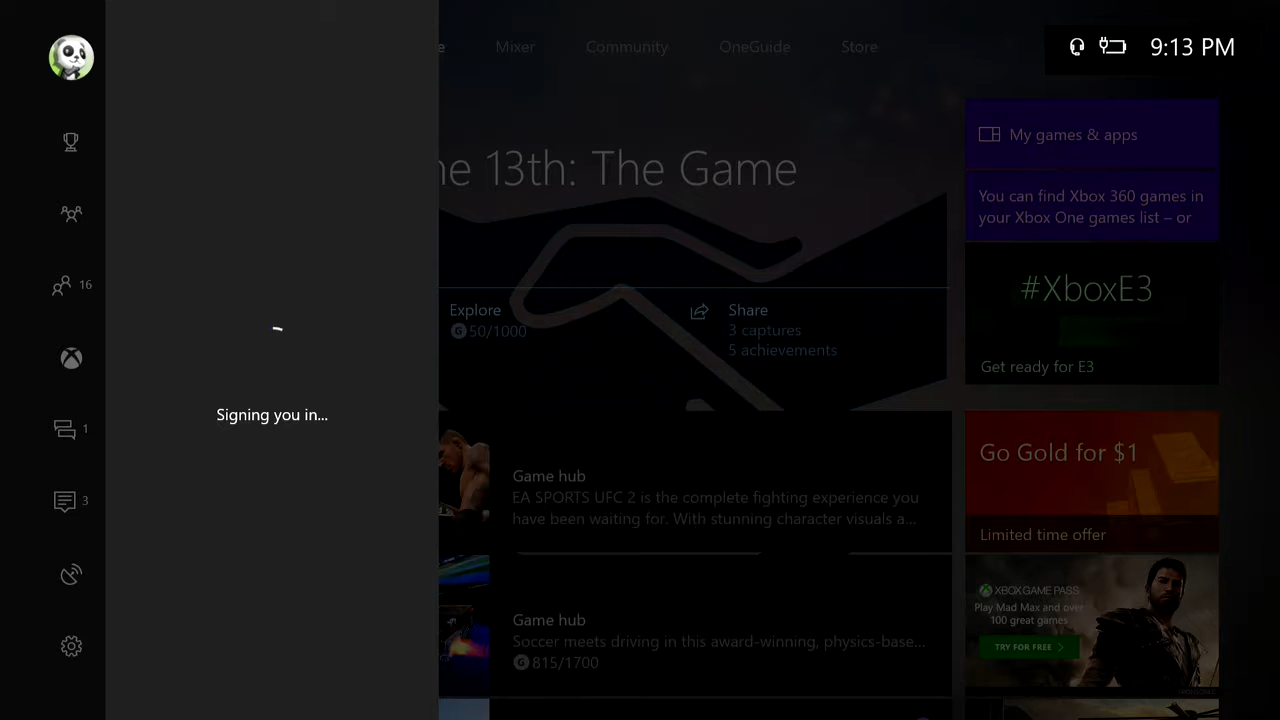 e
Mixer
Community
OneGuide
Store
9:13 PM
16
1
3
Signing you in...
ne 13th: The Game
Explore
G 50/1000
Share
3 captures
5 achievements
Game hub
EA SPORTS UFC 2 is the complete fighting experience you
have been waiting for. With stunning character visuals a...
Game hub
Soccer meets driving in this award-winning, physics-base...
G 815/1700
My games & apps
You can find Xbox 360 games in
your Xbox One games list – or
#XboxE3
Get ready for E3
Go Gold for $1
Limited time offer
XBOX GAME PASS
Play Mad Max and over
100 great games
TRY FOR FREE >